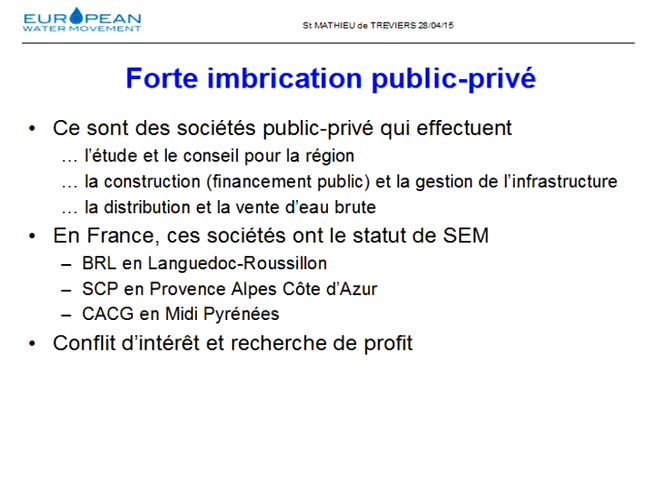 EUROPEAN
WATER MOVEMENT
St MATHIEU de TREVIERS 28/04/15
Forte imbrication public-privé
• Ce sont des sociétés public-privé qui effectuent
… l’étude et le conseil pour la région
… la construction (financement public) et la gestion de l’infrastructure
… la distribution et la vente d’eau brute
• En France, ces sociétés ont le statut de SEM
– BRL en Languedoc-Roussillon
– SCP en Provence Alpes Côte d’Azur
– CACG en Midi Pyrénées
• Conflit d’intérêt et recherche de profit